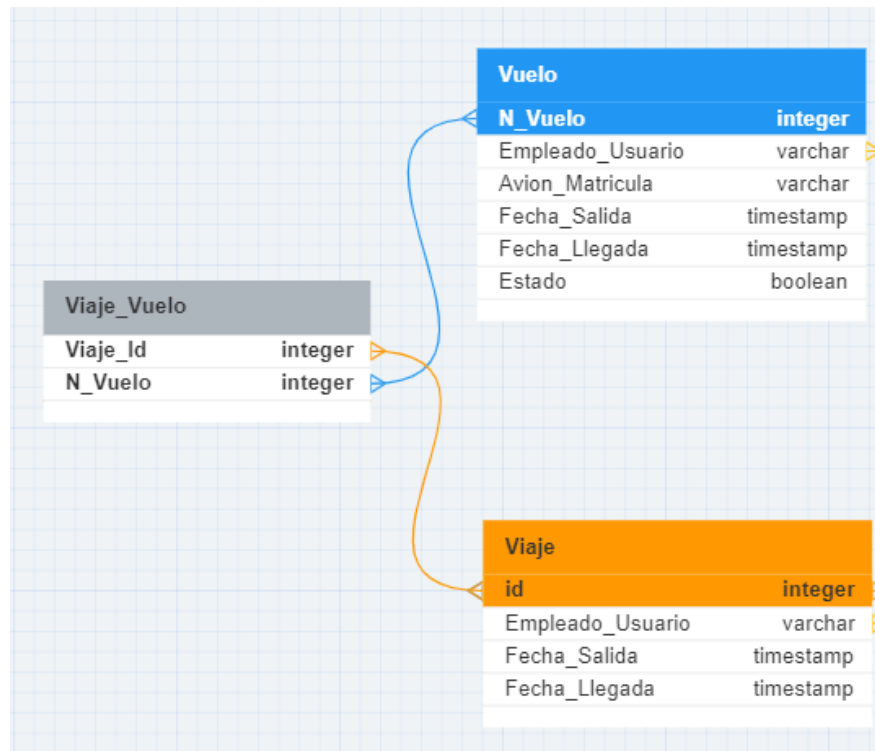 Vuelo
N_Vuelo integer
Empleado_Usuario varchar
Avion_Matricula varchar
Fecha_Salida timestamp
Fecha_Llegada timestamp
Estado boolean
Viaje_Vuelo
Viaje_Id integer
N_Vuelo integer
Viaje
id integer
Empleado_Usuario varchar
Fecha_Salida timestamp
Fecha_Llegada timestamp